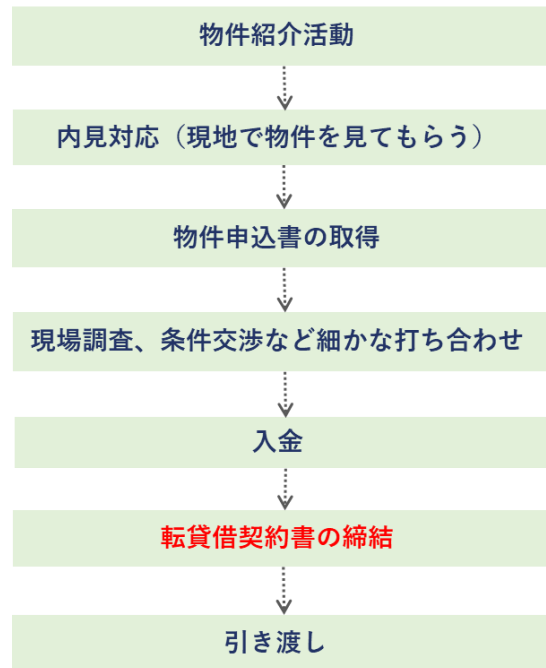 物件紹介活動
内見対応（現地で物件を見てもらう）
物件申込書の取得
現場調査、条件交渉など細かな打ち合わせ
入金
転貸借契約書の締結
引き渡し